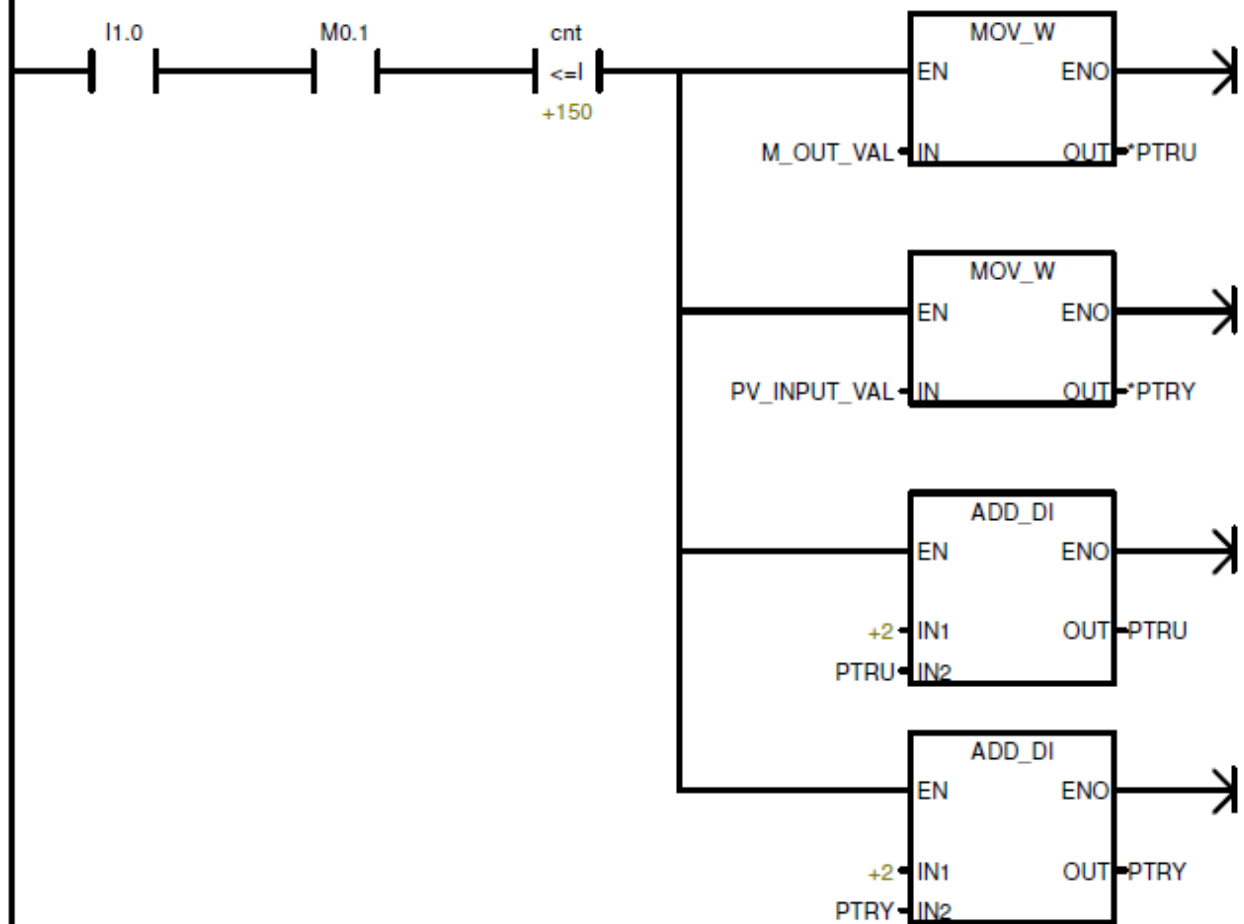 I1.0 M0.1 cnt MOV_W
<=I EN ENO
+150
M_OUT_VAL IN OUT *PTRU
MOV_W
EN ENO
PV_INPUT_VAL IN OUT *PTRY
ADD_DI
EN ENO
+2 IN1 OUT PTRU
PTRU IN2
ADD_DI
EN ENO
+2 IN1 OUT PTRY
PTRY IN2